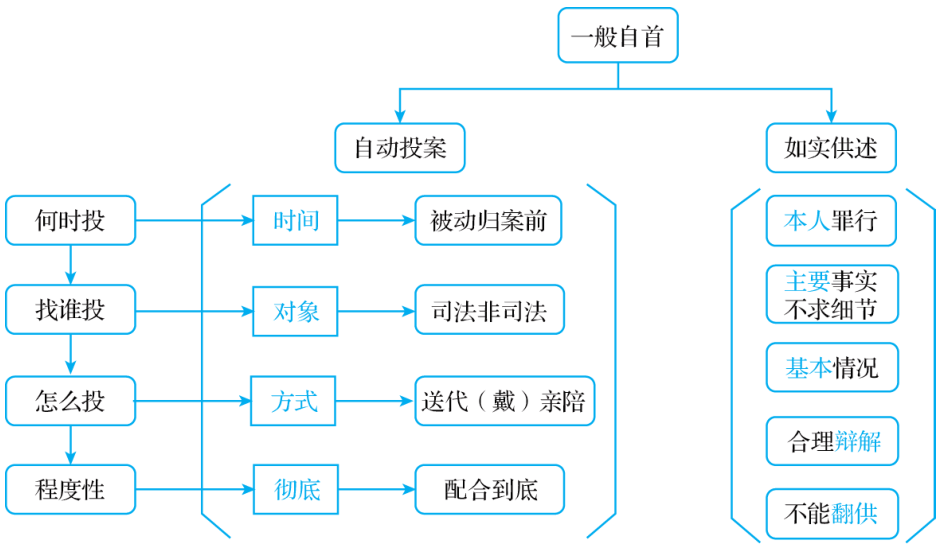 一般自首
自动投案
如实供述
何时投
时间
被动归案前
找谁投
对象
司法非司法
怎么投
方式
送代（戴）亲陪
程度性
彻底
配合到底
本人罪行
主要事实
不求细节
基本情况
合理辩解
不能翻供